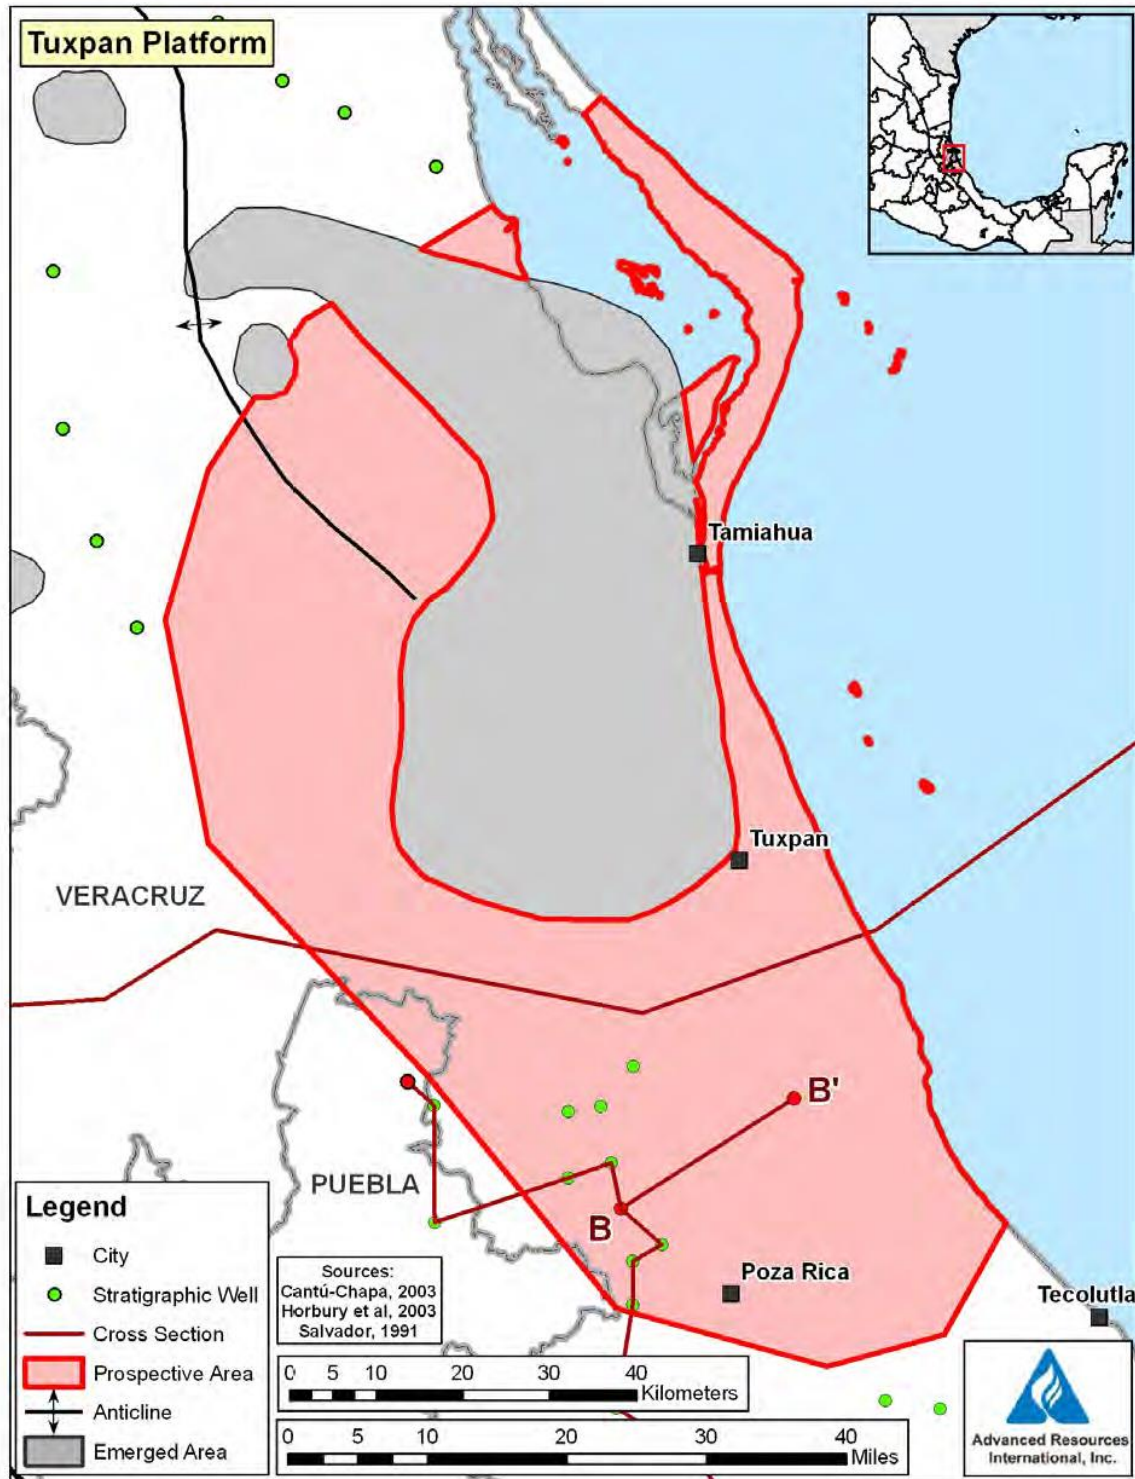 Tuxpan Platform
Tamiahua
Tuxpan
VERACRUZ
B'
PUEBLA
B
Poza Rica
Tecolutla
Legend
City
Stratigraphic Well
Cross Section
Prospective Area
Anticline
Emerged Area
Sources:
Cantú-Chapa, 2003
Horbury et al, 2003
Salvador, 1991
0 5 10 20 30 40
Kilometers
0 5 10 20 30 40
Miles
Advanced Resources
International, Inc.